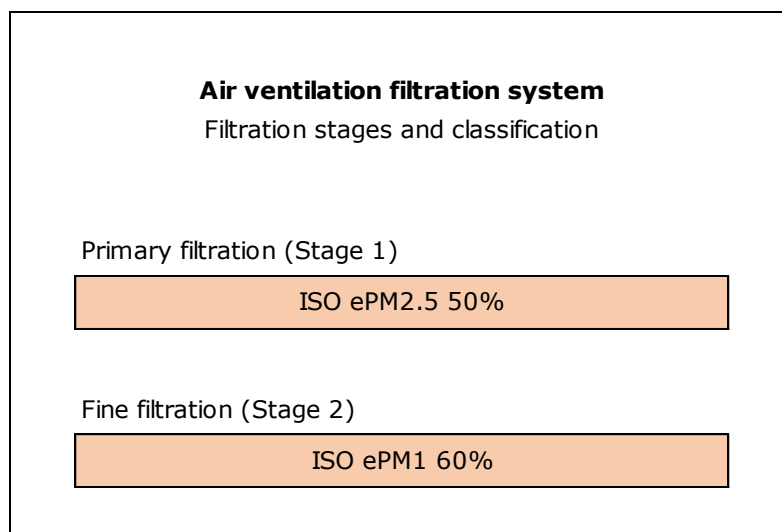 Air ventilation filtration system
Filtration stages and classification
Primary filtration (Stage 1)
ISO ePM2.5 50%
Fine filtration (Stage 2)
ISO ePM1 60%